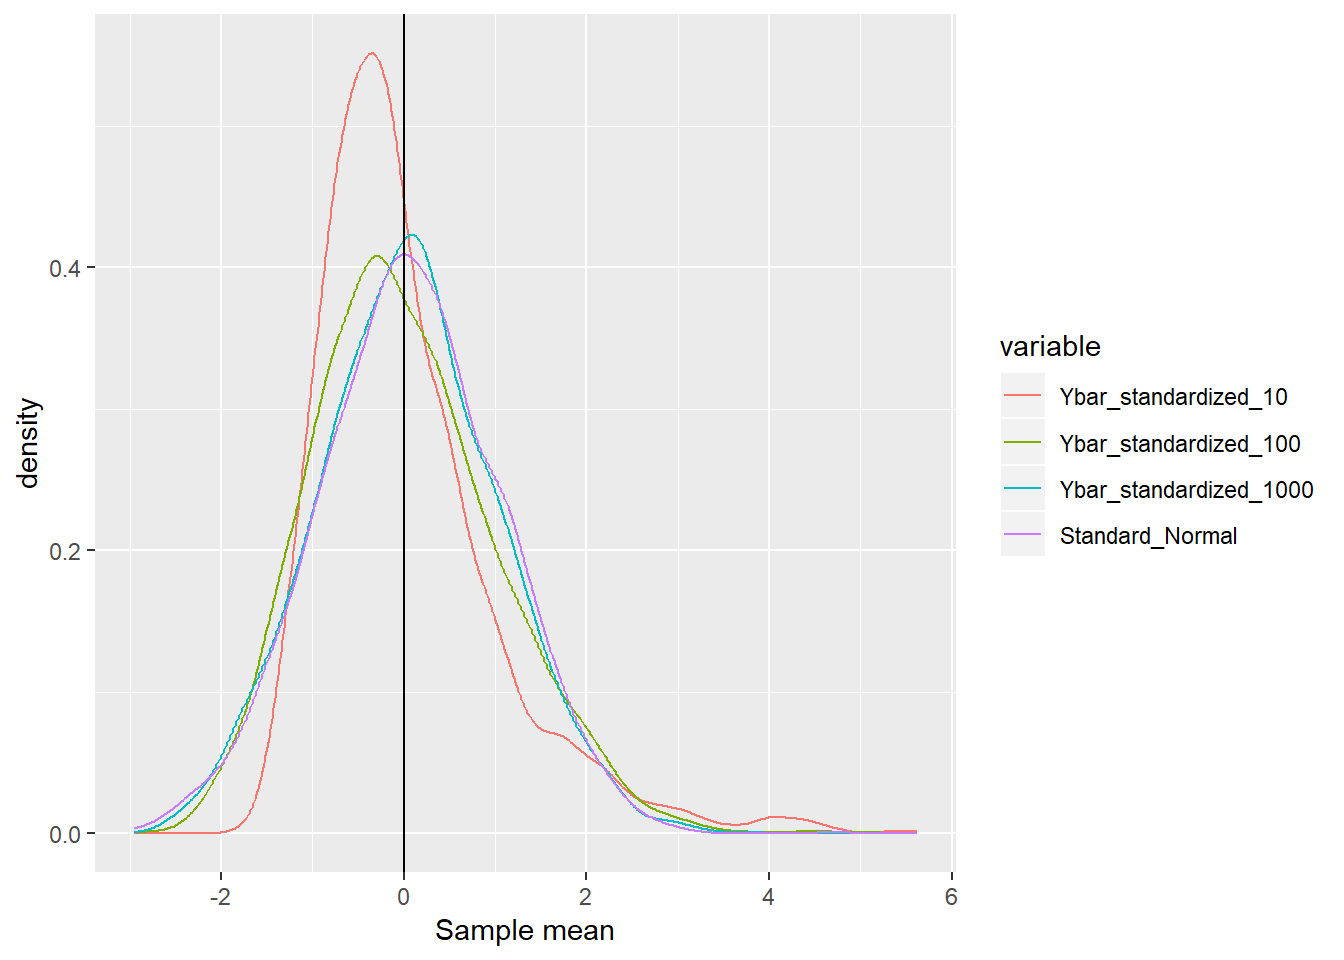 density
0.4
0.2
0.0
-2
0
2
4
6
Sample mean
variable
Ybar_standardized_10
Ybar_standardized_100
Ybar_standardized_1000
Standard_Normal